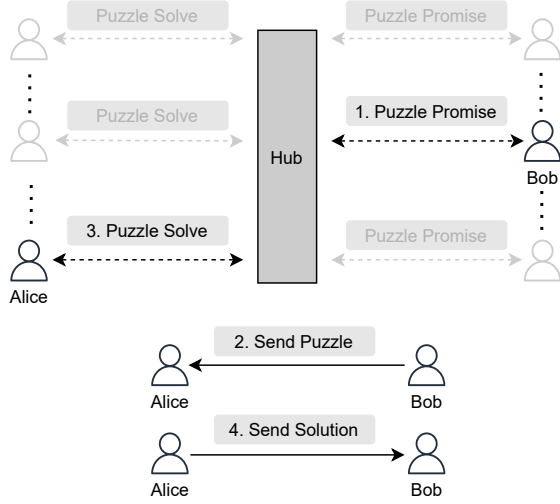 Puzzle Solve
Puzzle Promise
Puzzle Solve
1. Puzzle Promise
Hub
Bob
3. Puzzle Solve
Puzzle Promise
Alice
2. Send Puzzle
Alice
Bob
4. Send Solution
Alice
Bob